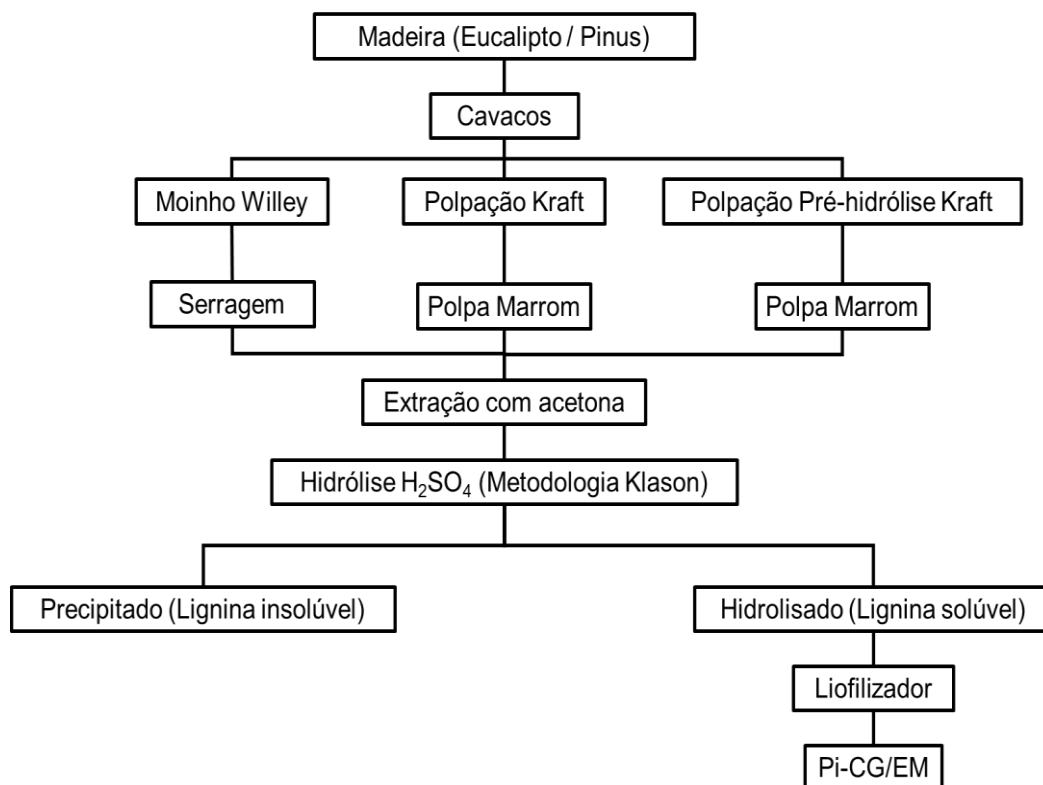 Madeira (Eucalipto / Pinus)
Cavacos
Moinho Willey
Polpação Kraft
Polpação Pré-hidrólise Kraft
Serragem
Polpa Marrom
Polpa Marrom
Extração com acetona
Hidrólise H₂SO₄ (Metodologia Klason)
Precipitado (Lignina insolúvel)
Hidrolisado (Lignina solúvel)
Liofilizador
Pi-CG/EM